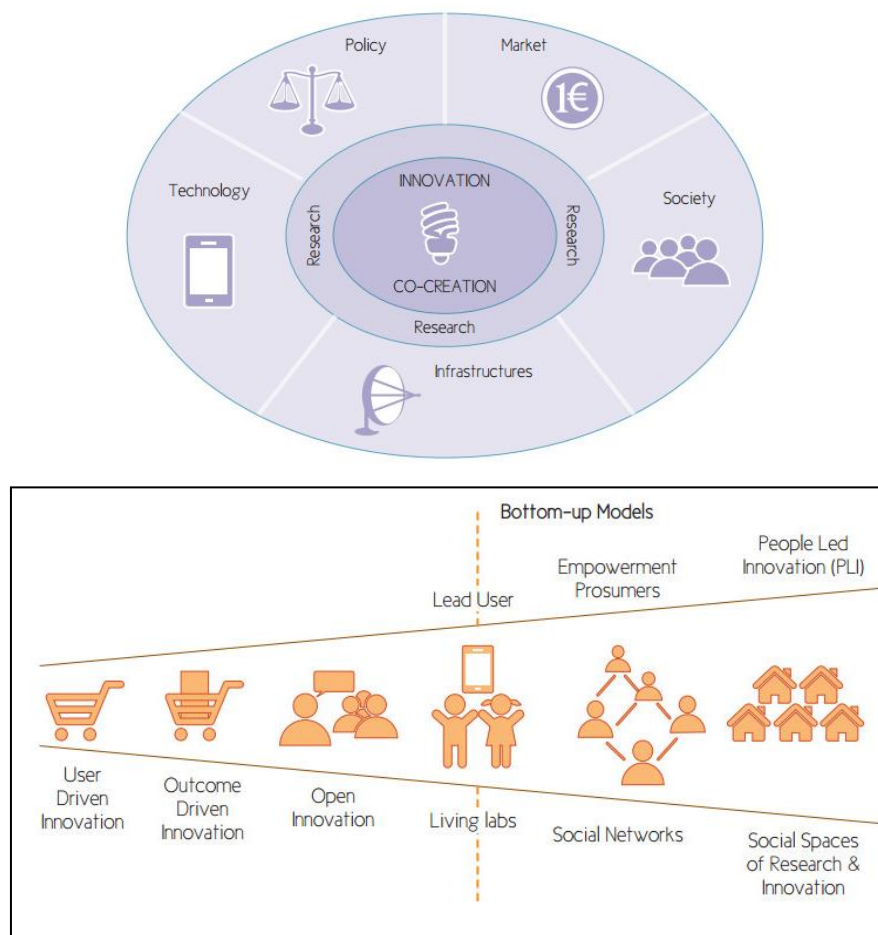 Policy
Market
1€
Technology
INNOVATION
Society
Research
Research
CO-CREATION
Research
Infrastructures
Bottom-up Models
People Led
Innovation (PLI)
Empowerment
Prosumers
Lead User
User
Driven
Innovation
Outcome
Driven
Innovation
Open
Innovation
Living labs
Social Networks
Social Spaces
of Research &
Innovation